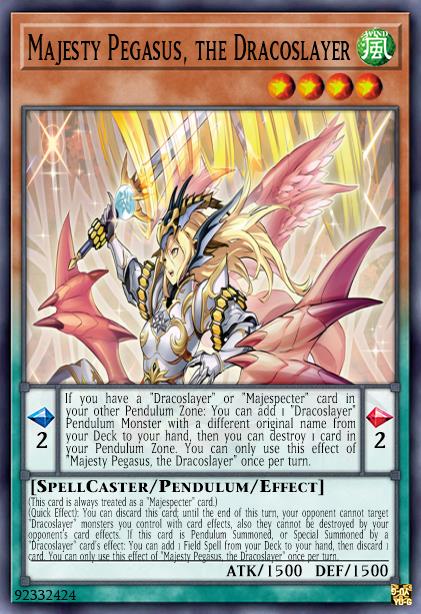 MAJESTY PEGASUS, THE DRACOSLAYER
WIND
風
If you have a "Dracoslayer" or "Majespecter" card in
your other Pendulum Zone: You can add 1 "Dracoslayer"
Pendulum Monster with a different original name from
your Deck to your hand, then you can destroy 1 card in
your Pendulum Zone. You can only use this effect of
"Majesty Pegasus, the Dracoslayer" once per turn.
2
2
[SPELLCASTER/PENDULUM/EFFECT]
(This card is always treated as a "Majespecter" card.)
(Quick Effect): You can discard this card; until the end of this turn, your opponent cannot target
"Dracoslayer" monsters you control with card effects, also they cannot be destroyed by your
opponent's card effects. If this card is Pendulum Summoned, or Special Summoned by a
"Dracoslayer" card's effect: You can add 1 Field Spell from your Deck to your hand, then discard 1
card. You can only use this effect of "Majesty Pegasus, the Dracoslayer" once per turn.
ATK/1500 DEF/1500
92332424